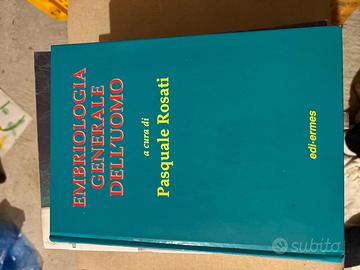 EMBRIOLOGIA
GENERALE
DELL'UOMO
a cura di
Pasquale Rosati
edi-ermes
subito